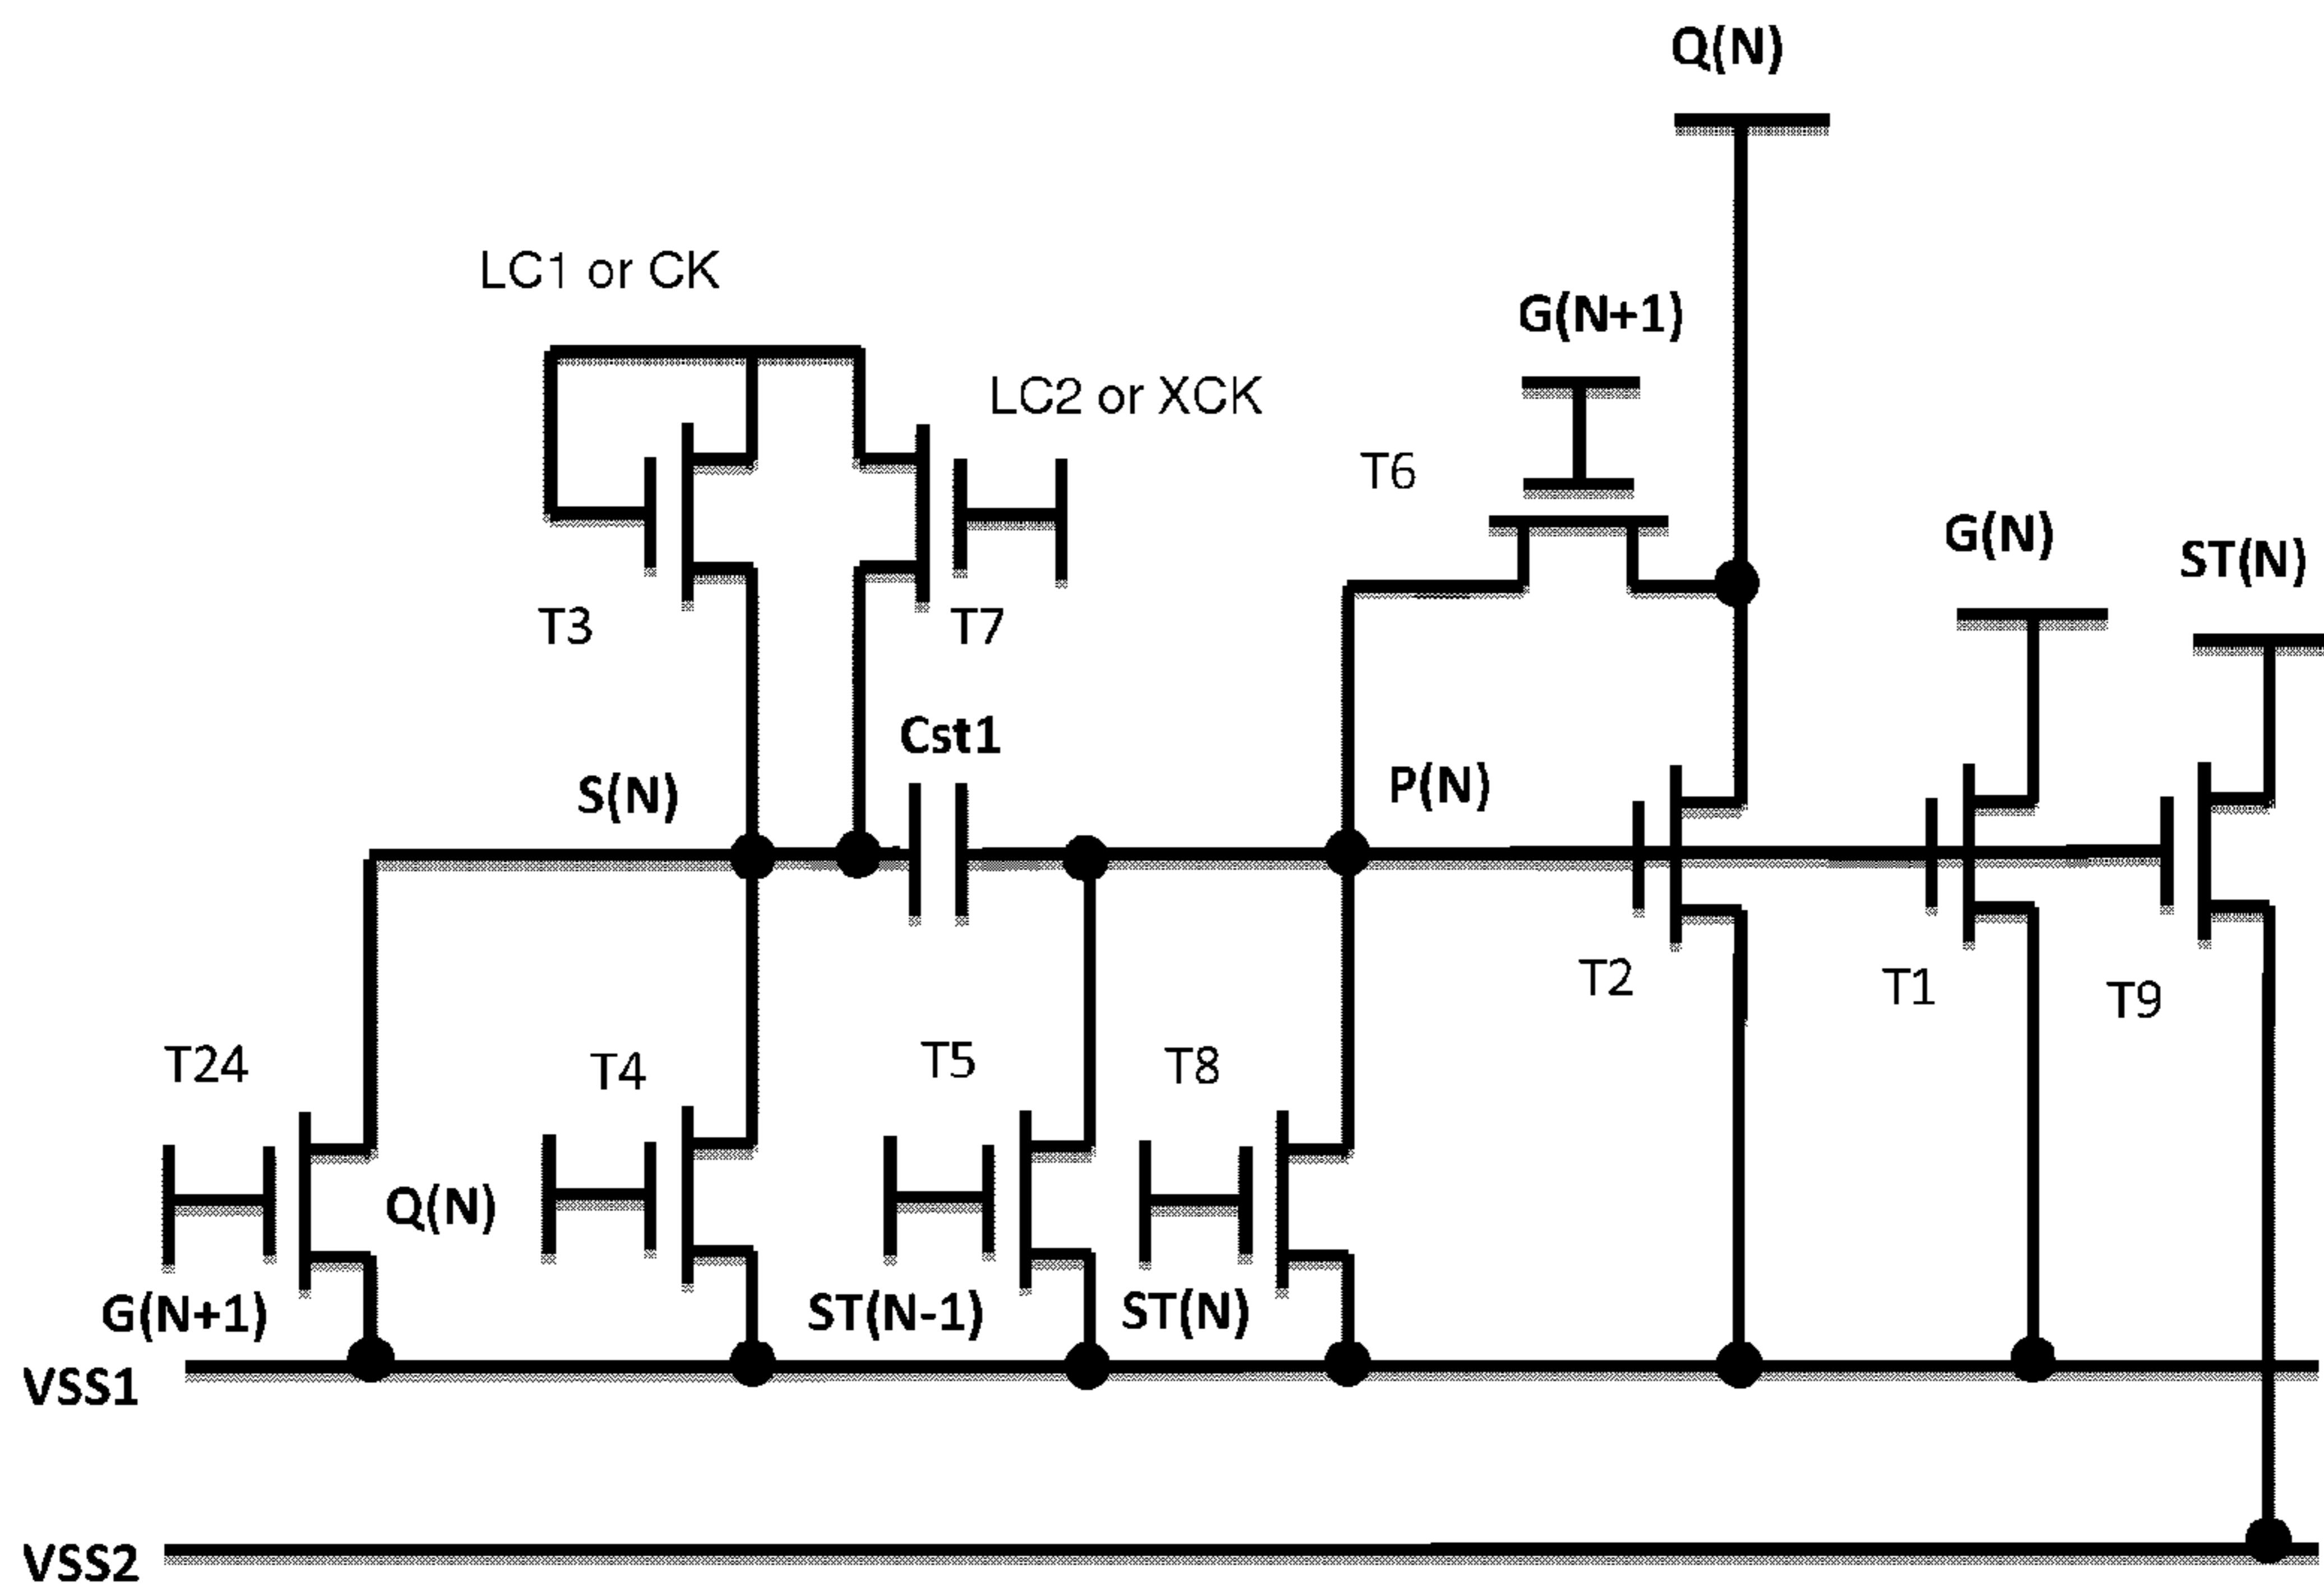 Q(N)
LC1 or CK
G(N+1)
LC2 or XCK
T6
G(N)
ST(N)
T3
T7
Cst1
S(N)
P(N)
T2
T1
T9
T24
T4
T5
T8
Q(N)
G(N+1)
ST(N-1)
ST(N)
VSS1
VSS2